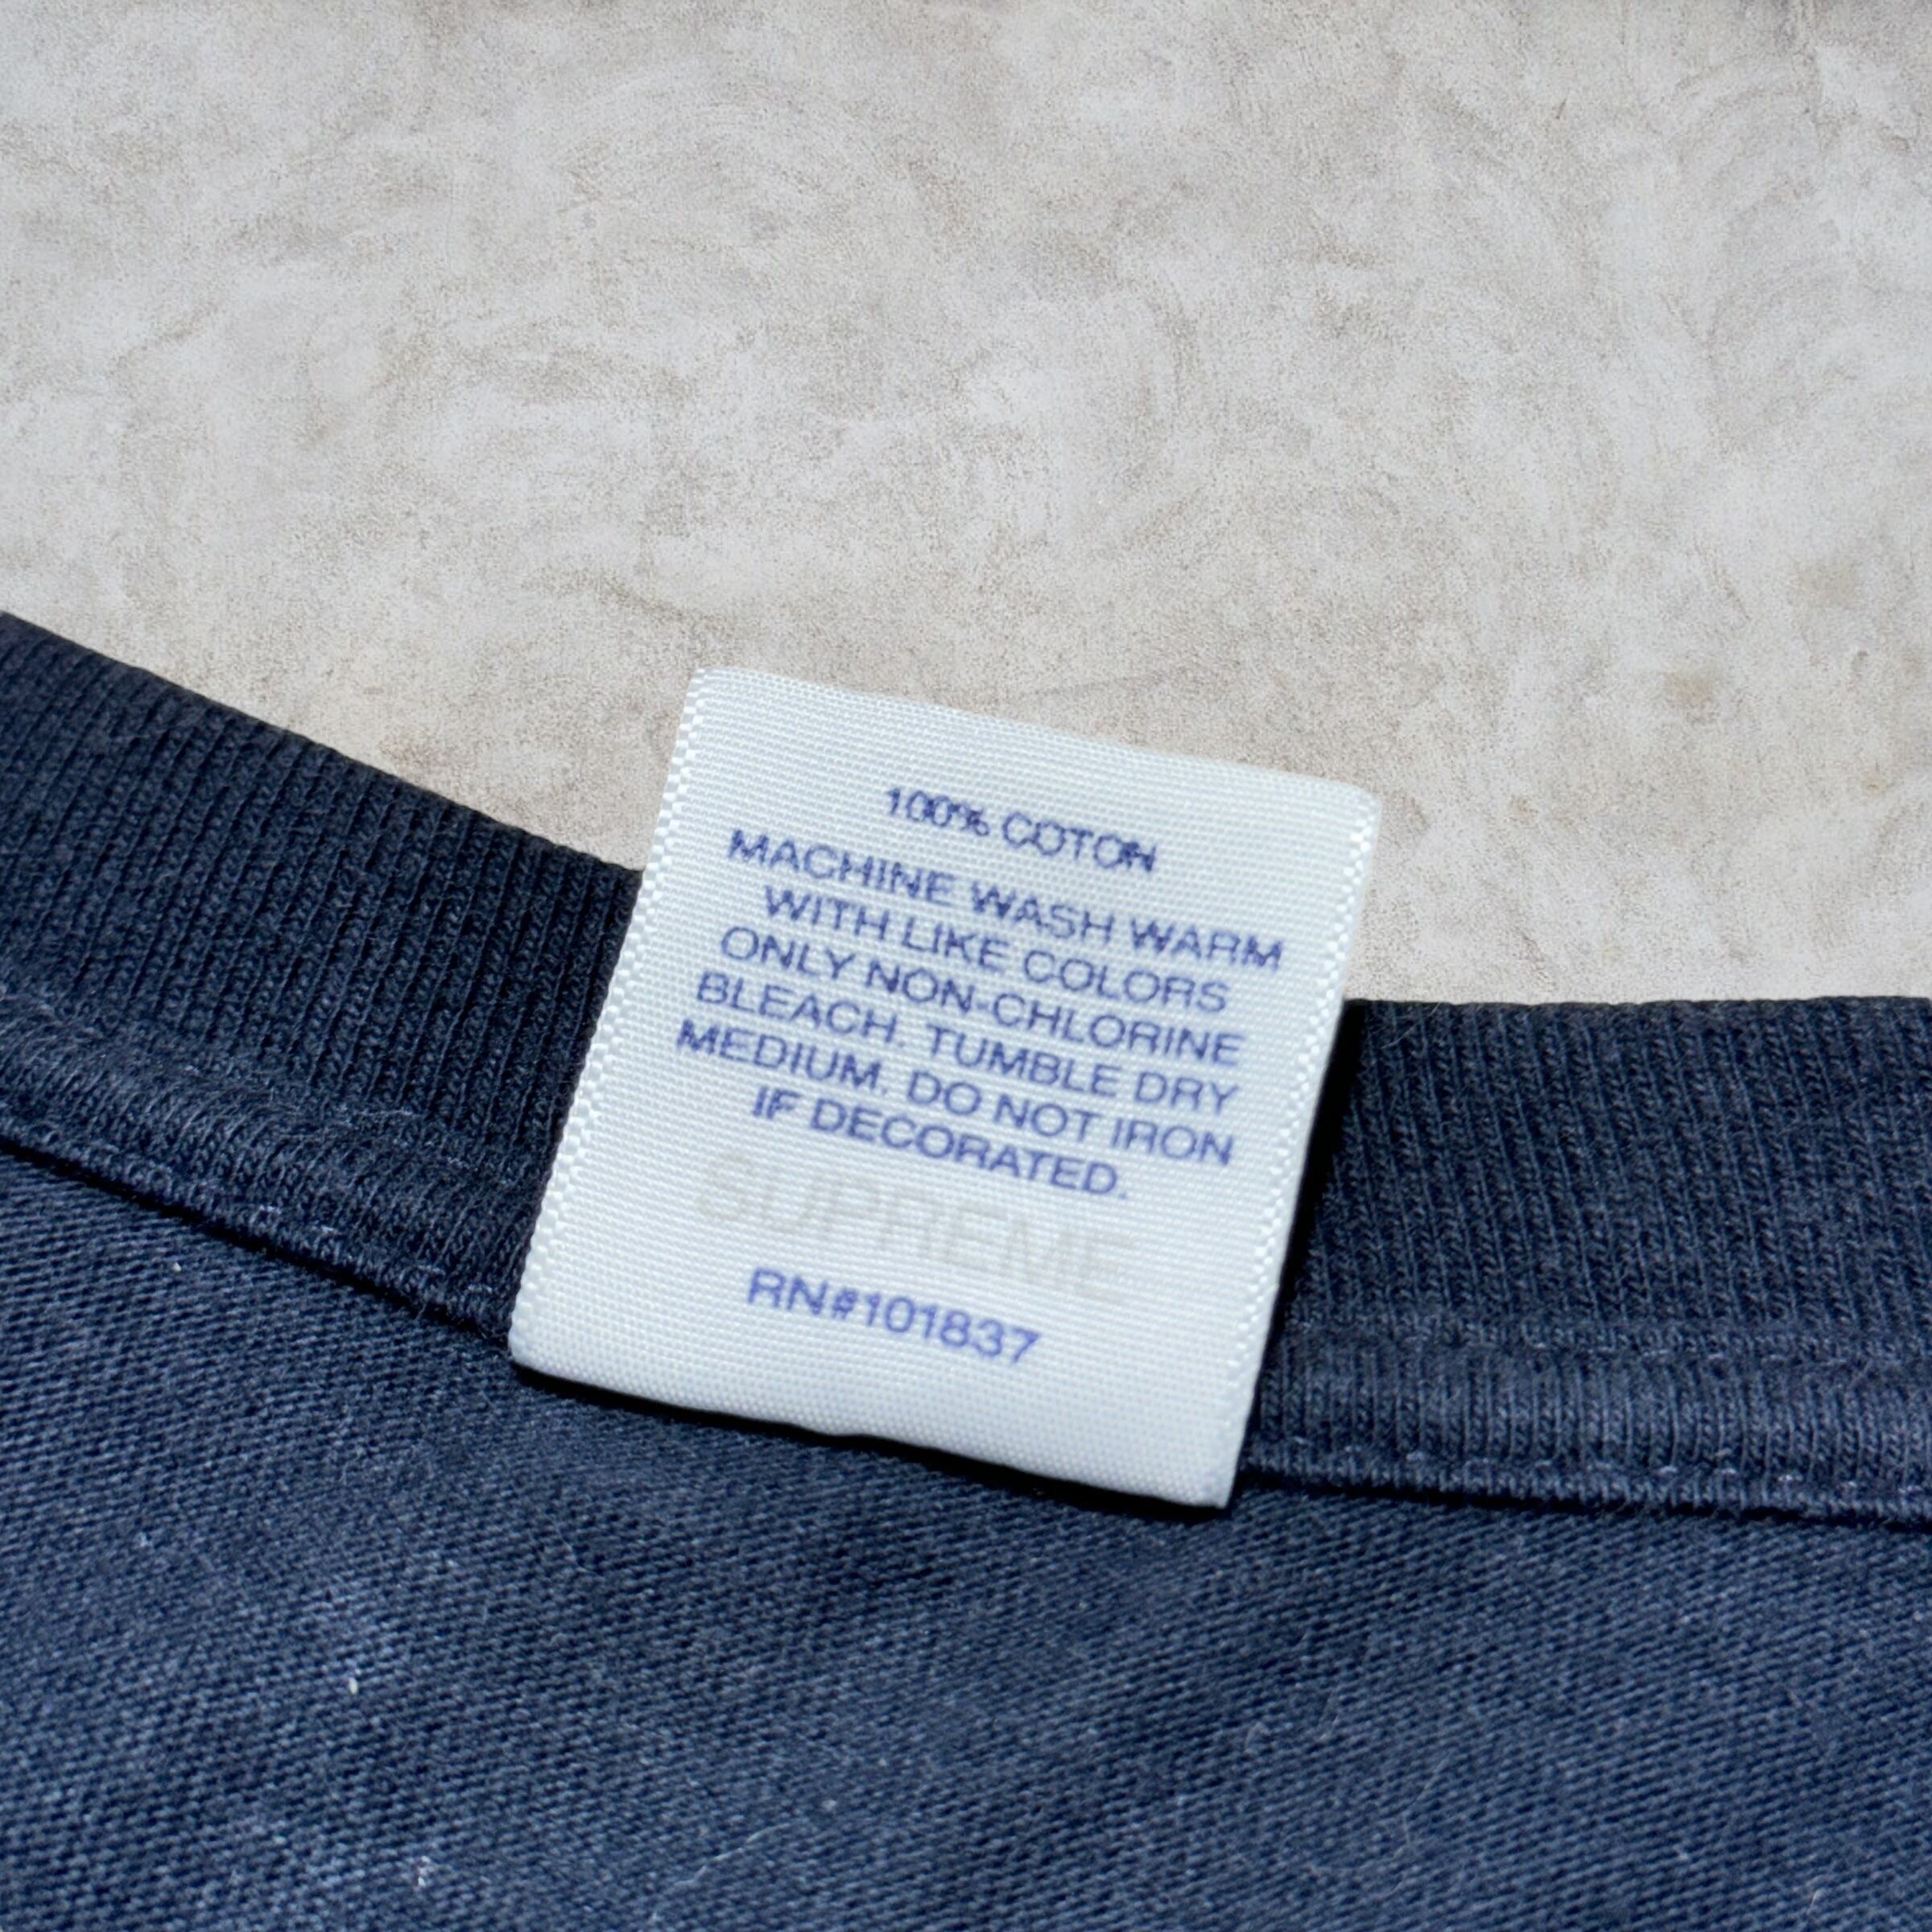 100% COTON
MACHINE WASH WARM
WITH LIKE COLORS
ONLY NON-CHLORINE
BLEACH. TUMBLE DRY
MEDIUM. DO NOT IRON
IF DECORATED.
SUPREME
RN#101837